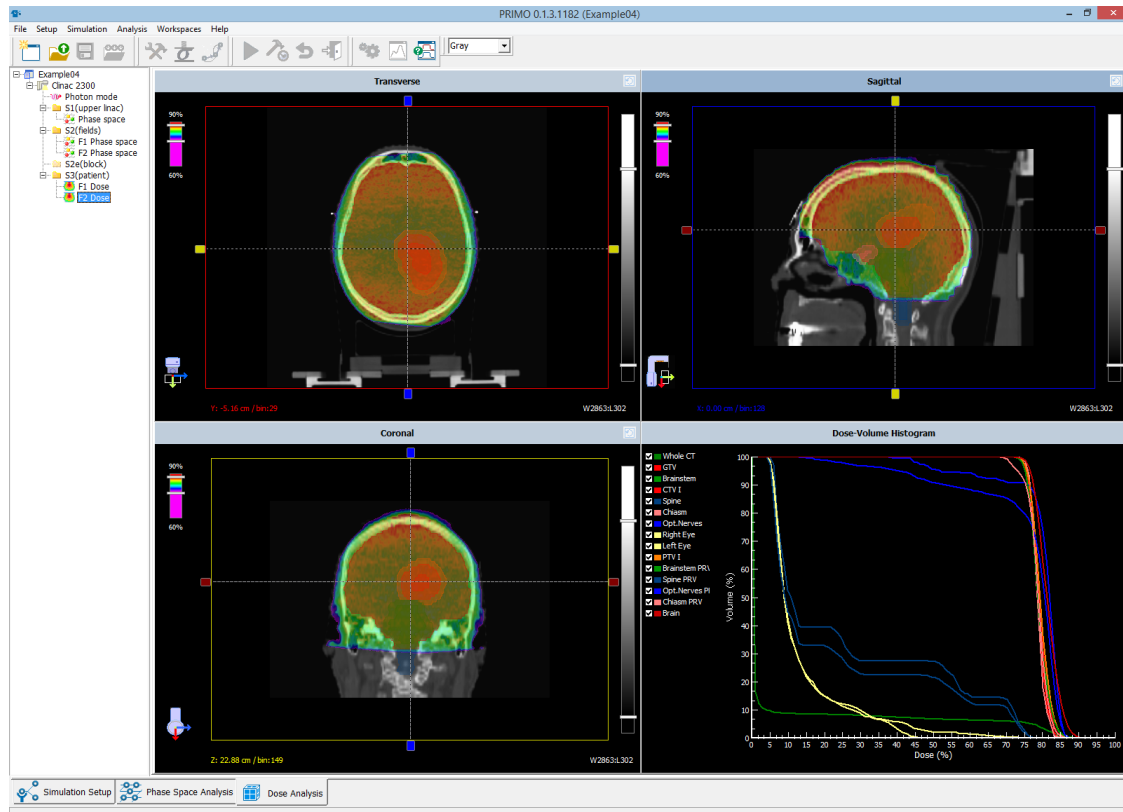 PRIMO 0.1.3.1182 (Example04)
File Setup Simulation Analysis Workspaces Help
Gray
Example04
Clinac 2300
Photon mode
S1(upper linac)
Phase space
S2(fields)
F1 Phase space
F2 Phase space
S2e(block)
S3(patient)
F1 Dose
F2 Dose
Transverse
90%
60%
Y: -5.16 cm / bin:29
W2863:L302
Sagittal
90%
60%
W2863:L302
Coronal
90%
60%
Z: 22.88 cm / bin:149
W2863:L302
Dose-Volume Histogram
Whole CT
GTV
Brainstem
CTV I
Spine
Chiasm
Opt.Nerves
Right Eye
Left Eye
PTV I
Brainstem PR\
Spine PRV
Opt.Nerves PI
Chiasm PRV
Brain
Volume (%)
100
90
80
70
60
50
40
30
20
10
0
0 5 10 15 20 25 30 35 40 45 50 55 60 65 70 75 80 85 90 95 100
Dose (%)
Simulation Setup Phase Space Analysis Dose Analysis